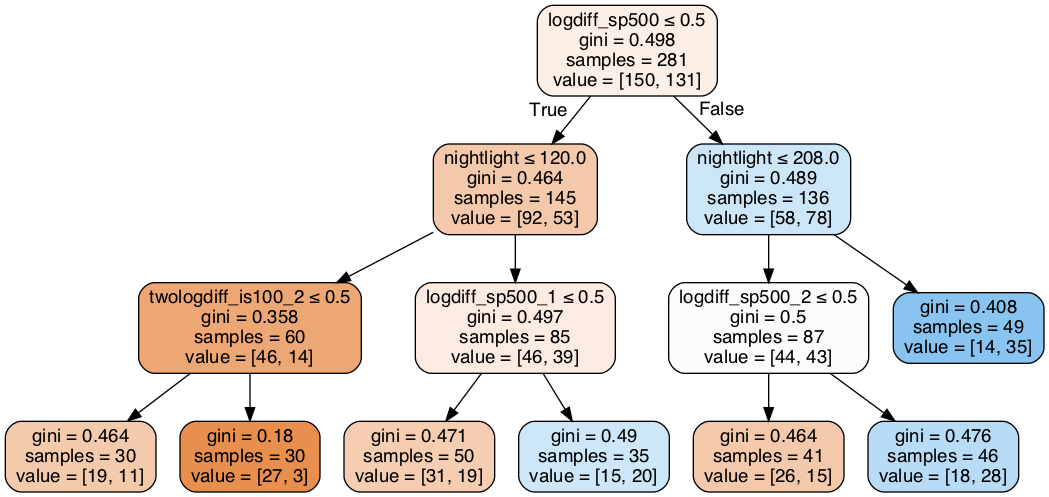 logdiff_sp500 ≤ 0.5
gini = 0.498
samples = 281
value = [150, 131]
True
False
nightlight ≤ 120.0
gini = 0.464
samples = 145
value = [92, 53]
nightlight ≤ 208.0
gini = 0.489
samples = 136
value = [58, 78]
twologdiff_is100_2 ≤ 0.5
gini = 0.358
samples = 60
value = [46, 14]
logdiff_sp500_1 ≤ 0.5
gini = 0.497
samples = 85
value = [46, 39]
logdiff_sp500_2 ≤ 0.5
gini = 0.5
samples = 87
value = [44, 43]
gini = 0.408
samples = 49
value = [14, 35]
gini = 0.464
samples = 30
value = [19, 11]
gini = 0.18
samples = 30
value = [27, 3]
gini = 0.471
samples = 50
value = [31, 19]
gini = 0.49
samples = 35
value = [15, 20]
gini = 0.464
samples = 41
value = [26, 15]
gini = 0.476
samples = 46
value = [18, 28]